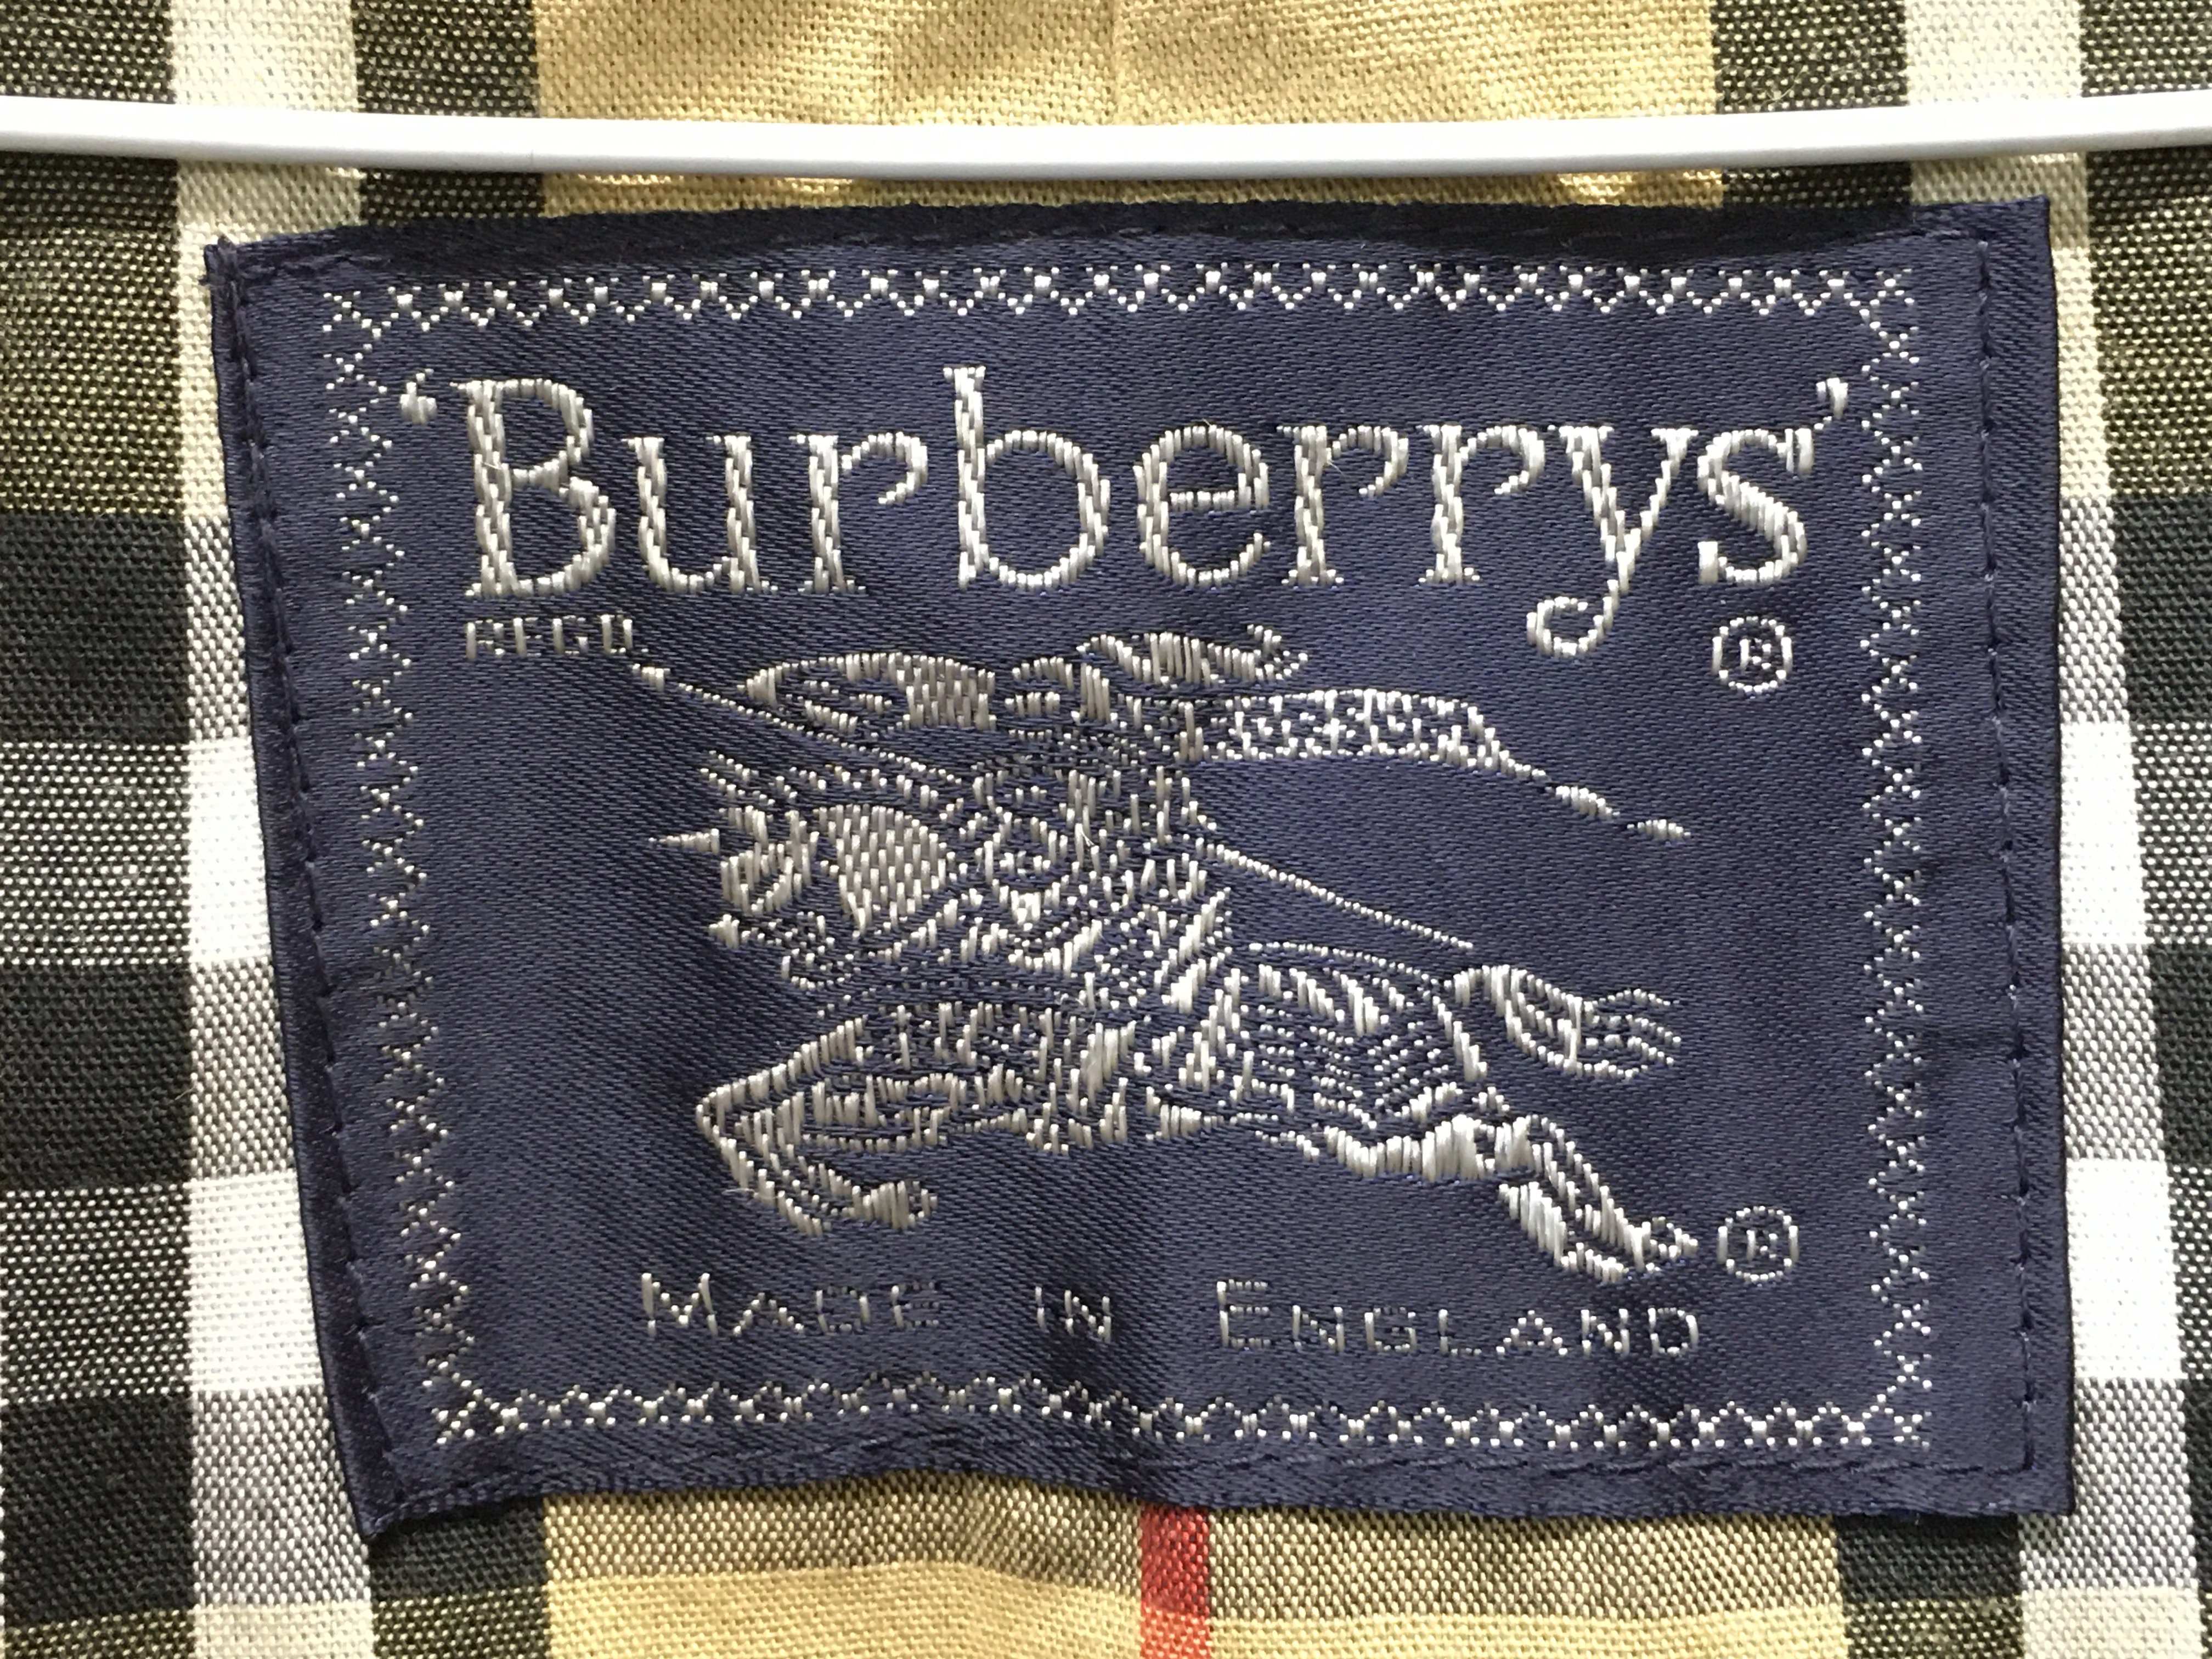 'Burberrys'
REGD.
®
®
MADE IN ENGLAND